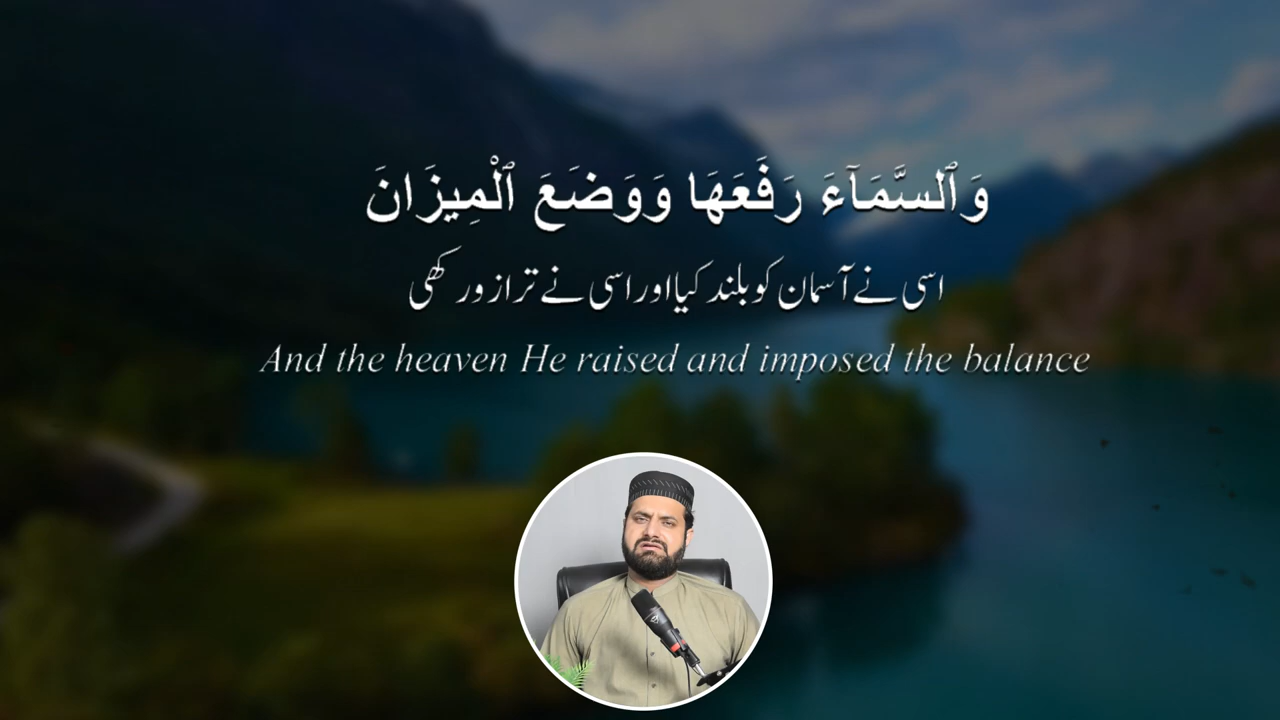 وَٱلسَّمَآءَ رَفَعَهَا وَوَضَعَ ٱلْمِيزَانَ
اسی نے آسمان کو بلند کیا اور اسی نے ترازو رکھی
And the heaven He raised and imposed the balance